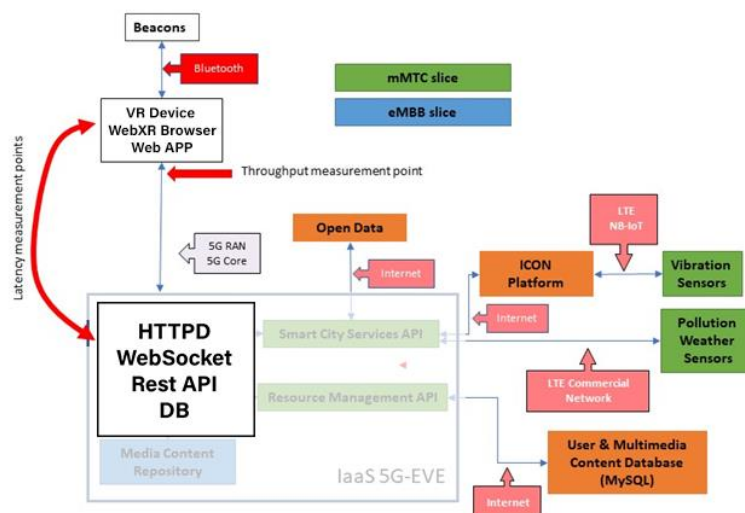 Beacons
Bluetooth
mMTC slice
eMBB slice
VR Device
WebXR Browser
Web APP
Latency measurement points
Throughput measurement point
5G RAN
5G Core
Open Data
Internet
LTE
NB-IoT
ICON
Platform
Vibration
Sensors
Internet
HTTPD
WebSocket
Rest API
DB
Smart City Services API
Pollution
Weather
Sensors
LTE Commercial
Network
Resource Management API
Media Content
Repository
IaaS 5G-EVE
User & Multimedia
Content Database
(MySQL)
Internet